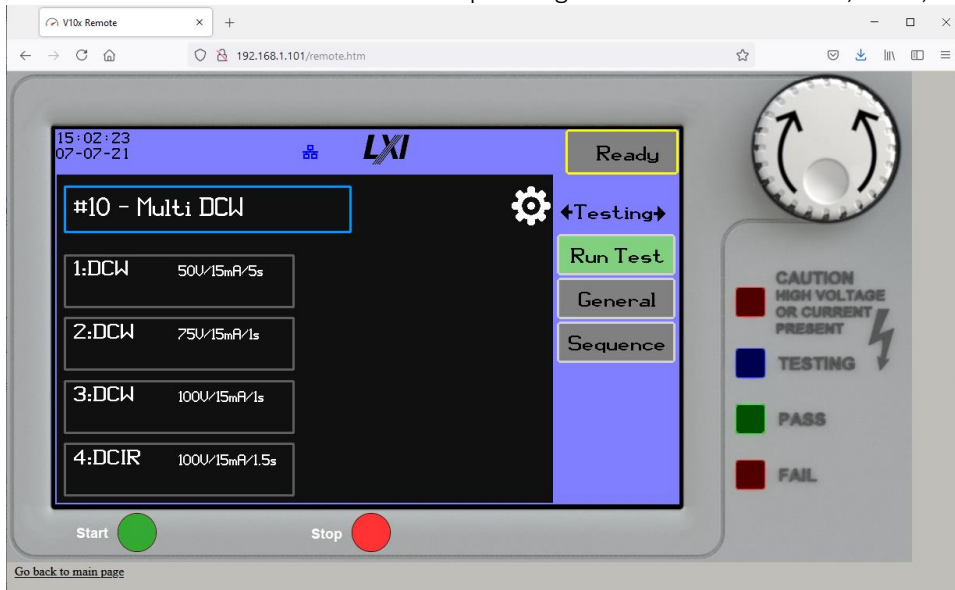 V10x Remote
192.168.1.101/remote.htm
15:02:23
07-07-21
LXI
Ready
#10 - Multi DCW
←Testing→
1:DCW 50V/15mA/5s
Run Test
General
2:DCW 75V/15mA/1s
Sequence
3:DCW 100V/15mA/1s
4:DCIR 100V/15mA/1.5s
CAUTION
HIGH VOLTAGE
OR CURRENT
PRESENT
TESTING
PASS
FAIL
Start
Stop
Go back to main page